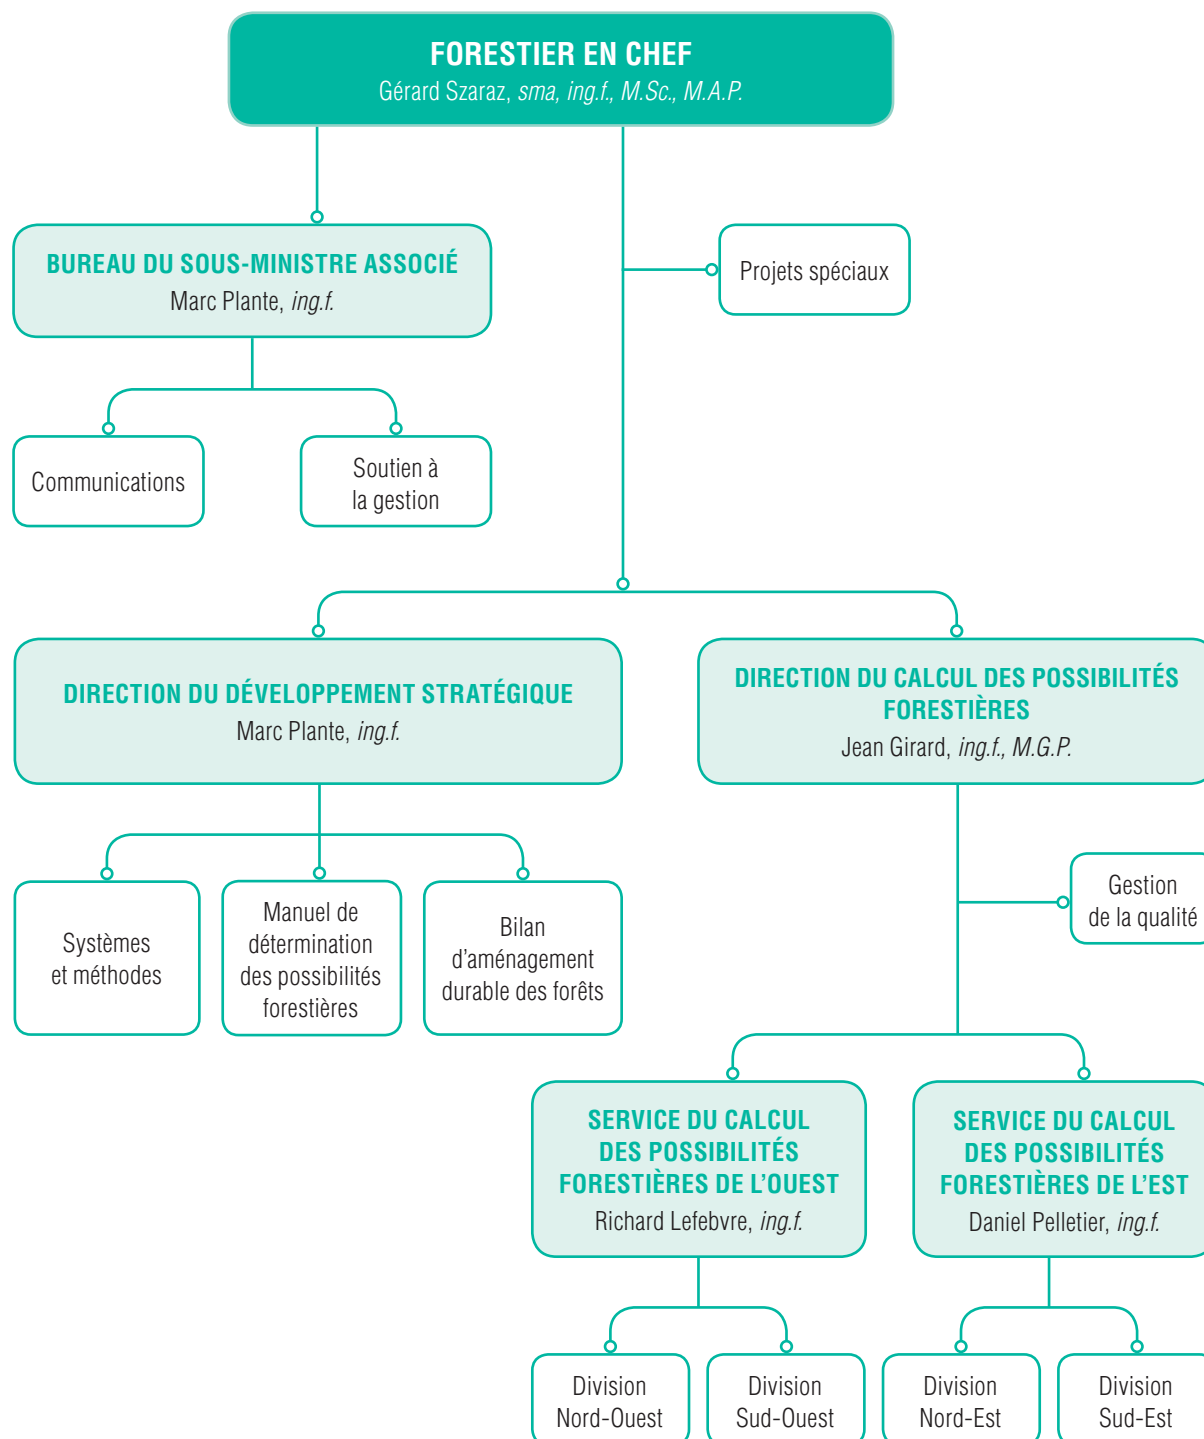 FORESTIER EN CHEF
Gérard Szaraz, sma, ing.f., M.Sc., M.A.P.
BUREAU DU SOUS-MINISTRE ASSOCIÉ
Marc Plante, ing.f.
Projets spéciaux
Communications
Soutien à
la gestion
DIRECTION DU DÉVELOPPEMENT STRATÉGIQUE
Marc Plante, ing.f.
DIRECTION DU CALCUL DES POSSIBILITÉS
FORESTIÈRES
Jean Girard, ing.f., M.G.P.
Systèmes
et méthodes
Manuel de
détermination
des possibilités
forestières
Bilan
d’aménagement
durable des forêts
Gestion
de la qualité
SERVICE DU CALCUL
DES POSSIBILITÉS
FORESTIÈRES DE L’OUEST
Richard Lefebvre, ing.f.
SERVICE DU CALCUL
DES POSSIBILITÉS
FORESTIÈRES DE L’EST
Daniel Pelletier, ing.f.
Division
Nord-Ouest
Division
Sud-Ouest
Division
Nord-Est
Division
Sud-Est